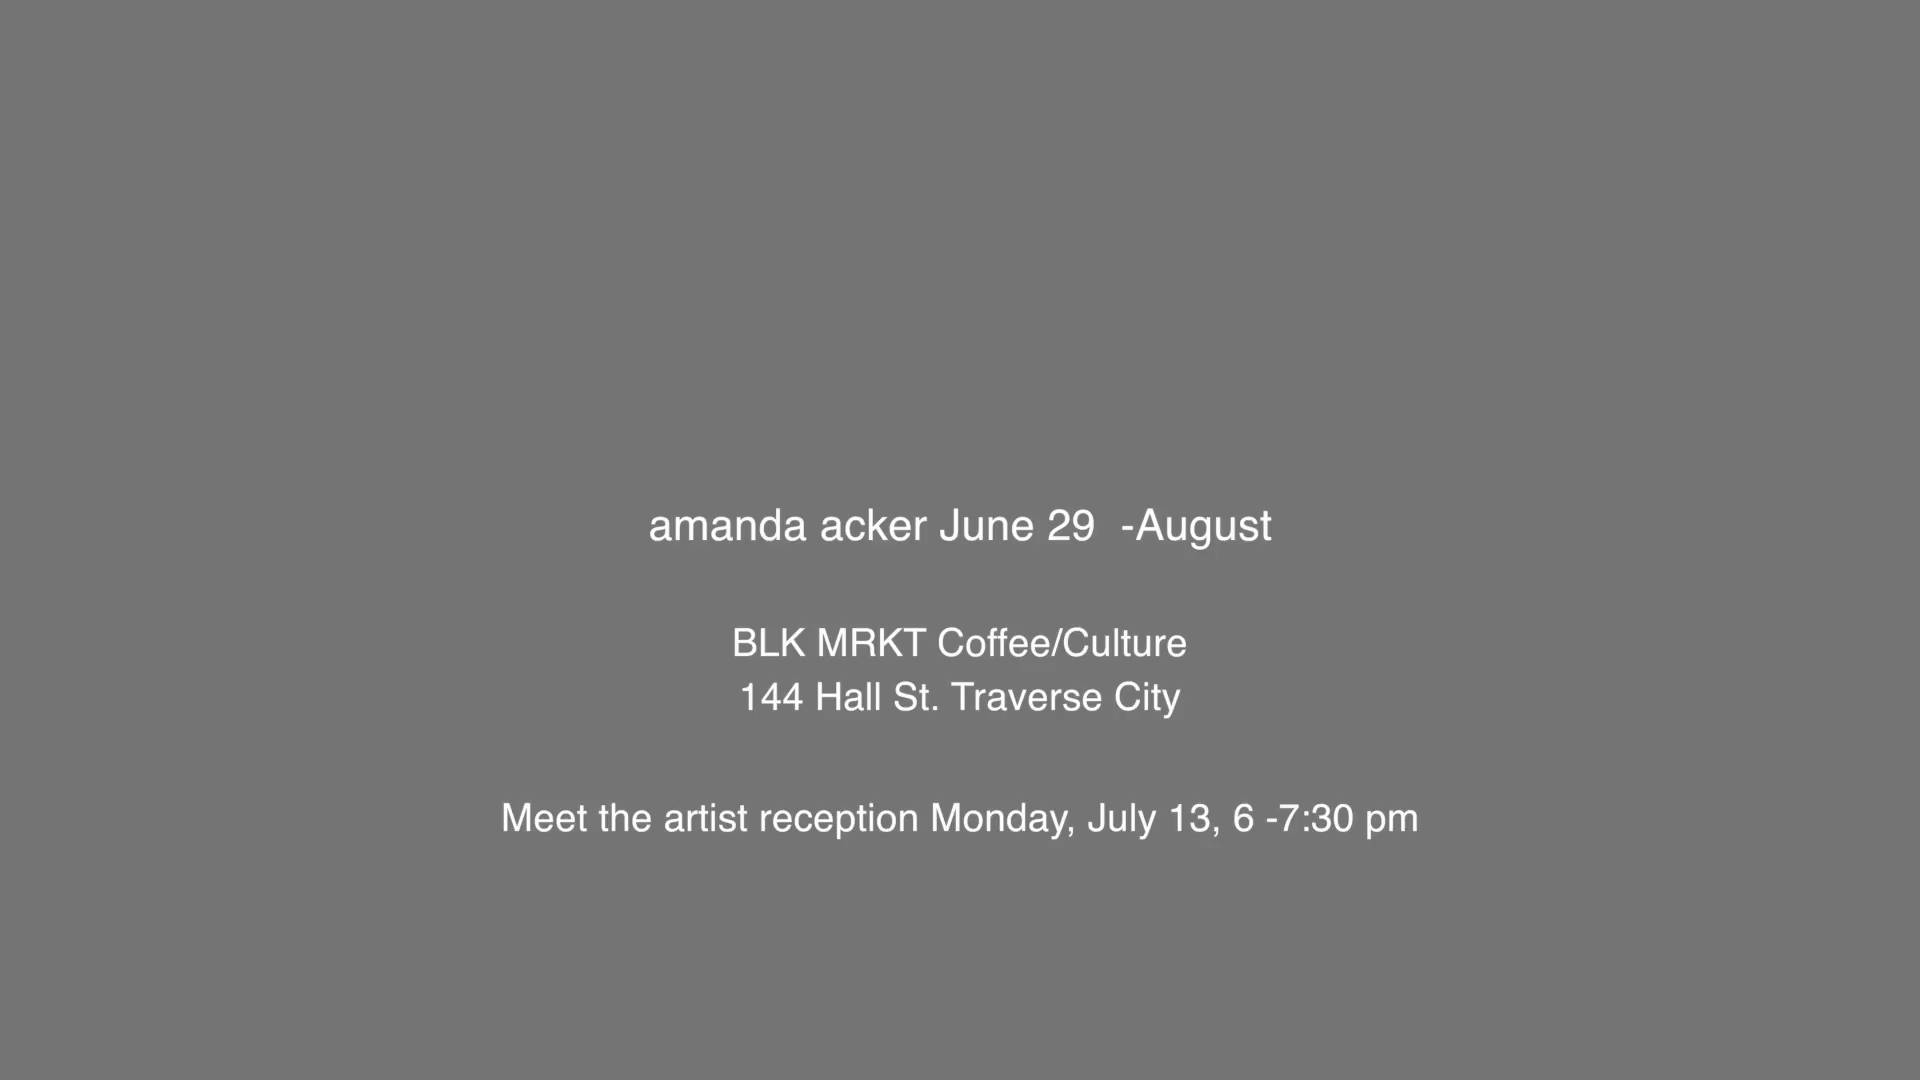 amanda acker June 29  -August
BLK MRKT Coffee/Culture
144 Hall St. Traverse City
Meet the artist reception Monday, July 13, 6 -7:30 pm